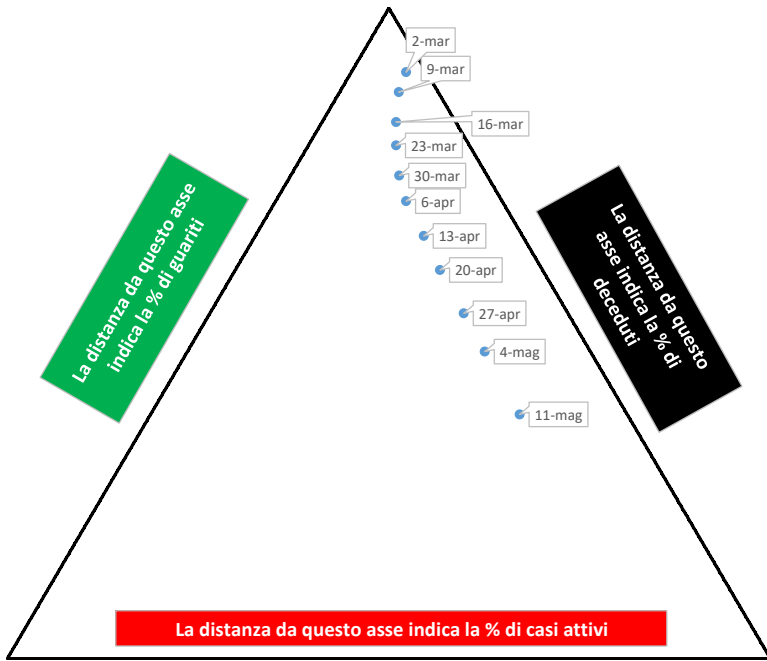 2-mar
9-mar
16-mar
23-mar
30-mar
6-apr
13-apr
20-apr
27-apr
4-mag
11-mag
La distanza da questo asse
indica la % di guariti
La distanza da questo
asse indica la % di
deceduti
La distanza da questo asse indica la % di casi attivi